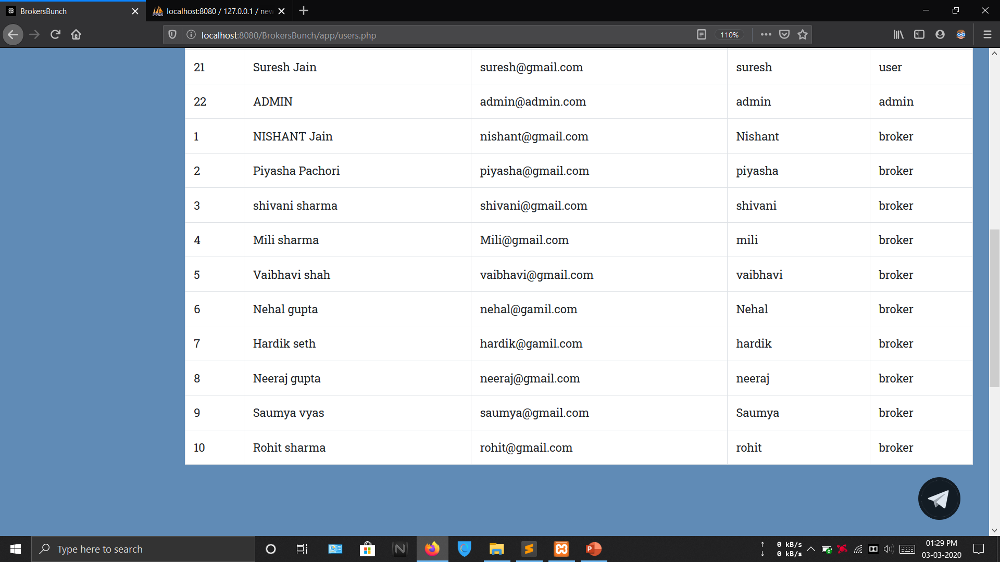 BrokersBunch
localhost:8080 / 127.0.0.1 / new
localhost:8080/BrokersBunch/app/users.php
110%
21 Suresh Jain suresh@gmail.com suresh user
22 ADMIN admin@admin.com admin admin
1 NISHANT Jain nishant@gmail.com Nishant broker
2 Piyasha Pachori piyasha@gmail.com piyasha broker
3 shivani sharma shivani@gmail.com shivani broker
4 Mili sharma Mili@gmail.com mili broker
5 Vaibhavi shah vaibhavi@gmail.com vaibhavi broker
6 Nehal gupta nehal@gamil.com Nehal broker
7 Hardik seth hardik@gamil.com hardik broker
8 Neeraj gupta neeraj@gmail.com neeraj broker
9 Saumya vyas saumya@gmail.com Saumya broker
10 Rohit sharma rohit@gmail.com rohit broker
Type here to search
0 kB/s
0 kB/s
01:29 PM
03-03-2020